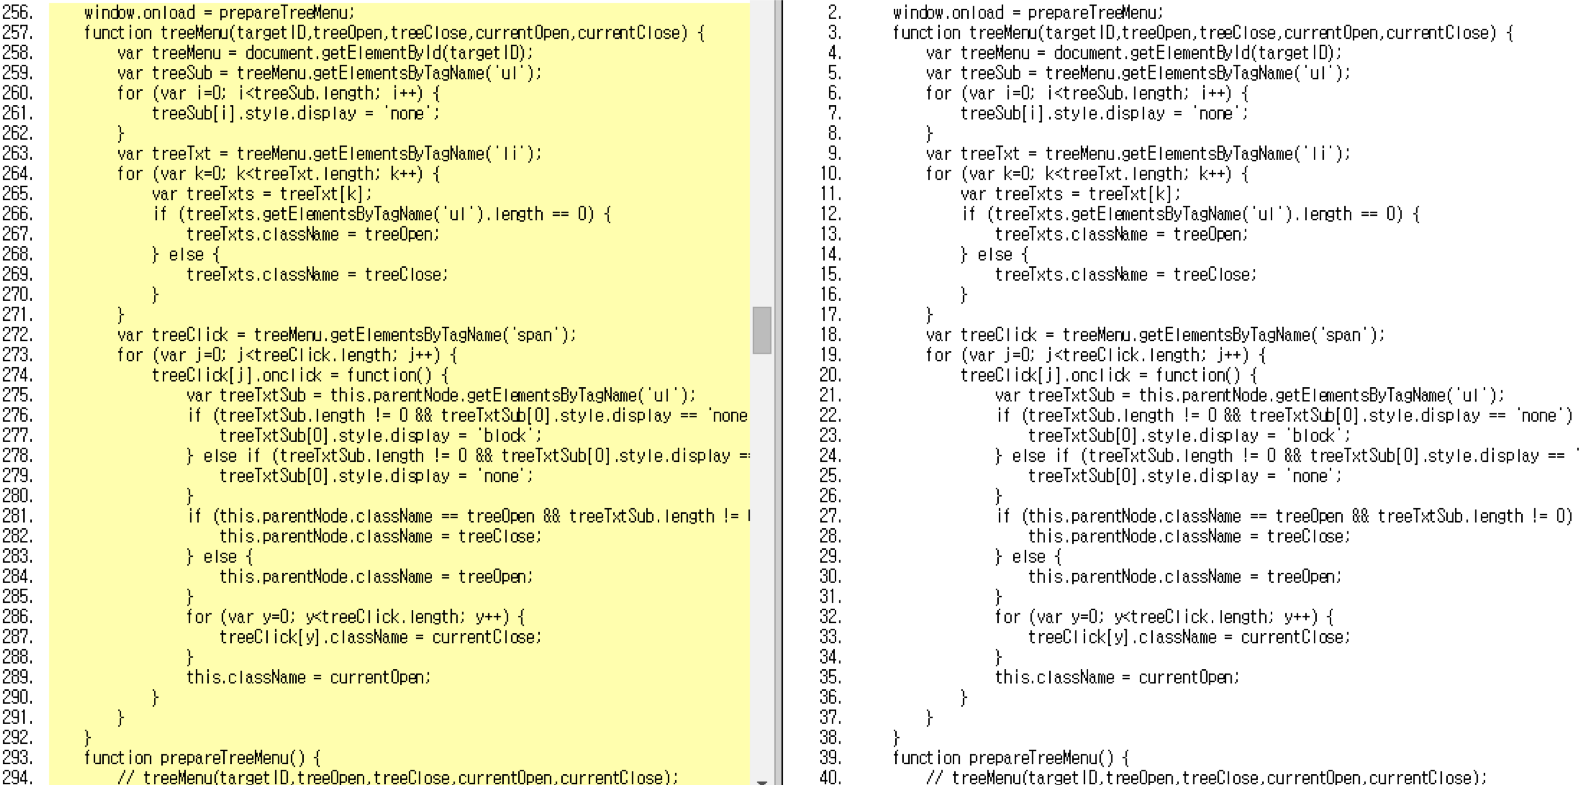 256. window.onload = prepareTreeMenu;
257. function treeMenu(targetID,treeOpen,treeClose,currentOpen,currentClose) {
258. var treeMenu = document.getElementById(targetID);
259. var treeSub = treeMenu.getElementsByTagName('ul');
260. for (var i=0; i<treeSub.length; i++) {
261. treeSub[i].style.display = 'none';
262. }
263. var treeTxt = treeMenu.getElementsByTagName('li');
264. for (var k=0; k<treeTxt.length; k++) {
265. var treeTxts = treeTxt[k];
266. if (treeTxts.getElementsByTagName('ul').length == 0) {
267. treeTxts.className = treeOpen;
268. } else {
269. treeTxts.className = treeClose;
270. }
271. }
272. var treeClick = treeMenu.getElementsByTagName('span');
273. for (var j=0; j<treeClick.length; j++) {
274. treeClick[j].onclick = function() {
275. var treeTxtSub = this.parentNode.getElementsByTagName('ul');
276. if (treeTxtSub.length != 0 && treeTxtSub[0].style.display == 'none
277. treeTxtSub[0].style.display = 'block';
278. } else if (treeTxtSub.length != 0 && treeTxtSub[0].style.display ==
279. treeTxtSub[0].style.display = 'none';
280. }
281. if (this.parentNode.className == treeOpen && treeTxtSub.length !=
282. this.parentNode.className = treeClose;
283. } else {
284. this.parentNode.className = treeOpen;
285. }
286. for (var y=0; y<treeClick.length; y++) {
287. treeClick[y].className = currentClose;
288. }
289. this.className = currentOpen;
290. }
291. }
292. }
293. function prepareTreeMenu() {
294. // treeMenu(targetID,treeOpen,treeClose,currentOpen,currentClose);
2. window.onload = prepareTreeMenu;
3. function treeMenu(targetID,treeOpen,treeClose,currentOpen,currentClose) {
4. var treeMenu = document.getElementById(targetID);
5. var treeSub = treeMenu.getElementsByTagName('ul');
6. for (var i=0; i<treeSub.length; i++) {
7. treeSub[i].style.display = 'none';
8. }
9. var treeTxt = treeMenu.getElementsByTagName('li');
10. for (var k=0; k<treeTxt.length; k++) {
11. var treeTxts = treeTxt[k];
12. if (treeTxts.getElementsByTagName('ul').length == 0) {
13. treeTxts.className = treeOpen;
14. } else {
15. treeTxts.className = treeClose;
16. }
17. }
18. var treeClick = treeMenu.getElementsByTagName('span');
19. for (var j=0; j<treeClick.length; j++) {
20. treeClick[j].onclick = function() {
21. var treeTxtSub = this.parentNode.getElementsByTagName('ul');
22. if (treeTxtSub.length != 0 && treeTxtSub[0].style.display == 'none')
23. treeTxtSub[0].style.display = 'block';
24. } else if (treeTxtSub.length != 0 && treeTxtSub[0].style.display == '
25. treeTxtSub[0].style.display = 'none';
26. }
27. if (this.parentNode.className == treeOpen && treeTxtSub.length != 0)
28. this.parentNode.className = treeClose;
29. } else {
30. this.parentNode.className = treeOpen;
31. }
32. for (var y=0; y<treeClick.length; y++) {
33. treeClick[y].className = currentClose;
34. }
35. this.className = currentOpen;
36. }
37. }
38. }
39. function prepareTreeMenu() {
40. // treeMenu(targetID,treeOpen,treeClose,currentOpen,currentClose);